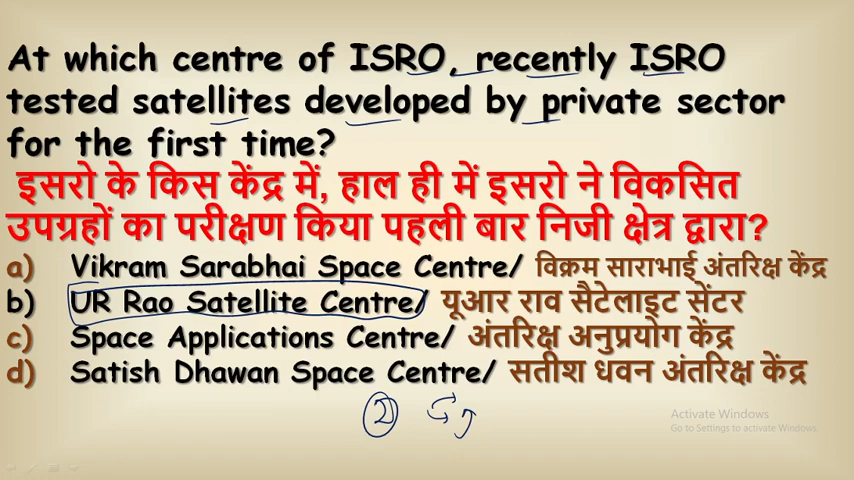 At which centre of ISRO, recently ISRO
tested satellites developed by private sector
for the first time?
इसरो के किस केंद्र में, हाल ही में इसरो ने विकसित
उपग्रहों का परीक्षण किया पहली बार निजी क्षेत्र द्वारा?
a) Vikram Sarabhai Space Centre/ विक्रम साराभाई अंतरिक्ष केंद्र
b) UR Rao Satellite Centre/ यूआर राव सैटेलाइट सेंटर
c) Space Applications Centre/ अंतरिक्ष अनुप्रयोग केंद्र
d) Satish Dhawan Space Centre/ सतीश धवन अंतरिक्ष केंद्र
2
Activate Windows
Go to Settings to activate Windows.